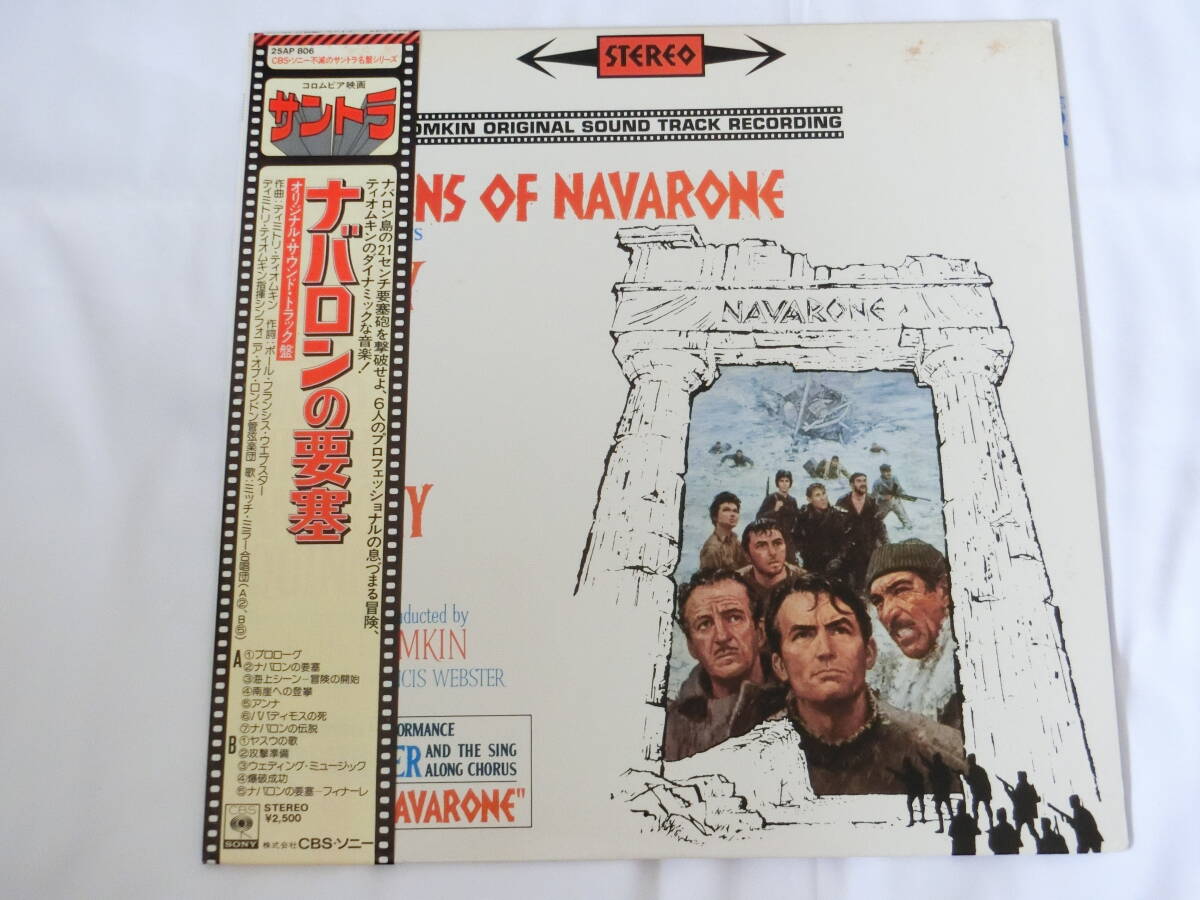 25AP 806
CBS・ソニー不滅のサントラ名盤シリーズ
コロムビア映画
サントラ
ナバロン島の21センチ要塞砲を撃破せよ、6人のプロフェッショナルの息づまる冒険、
ティオムキンのダイナミックな音楽!
ナバロンの要塞
オリジナル・サウンド・トラック盤
作曲:ディミトリ・ティオムキン 作詞:ポール・フランシス・ウェブスター
ディミトリ・ティオムキン指揮シンフォニア・オブ・ロンドン管弦楽団 歌:ミッチ・ミラー合唱団(A②、B⑤)
A
①プロローグ
②ナバロンの要塞
③海上シーン-冒険の開始
④南崖への登攀
⑤アンナ
⑥パパディモスの死
⑦ナバロンの伝説
B
①ヤスウの歌
②攻撃準備
③ウェディング・ミュージック
④爆破成功
⑤ナバロンの要塞-フィナーレ
CBS
SONY
STEREO
¥2,500
株式会社 CBS・ソニー
STEREO
OMKIN ORIGINAL SOUND TRACK RECORDING
NS OF NAVARONE
S
Y
Y
NAVARONE
nducted by
MKIN
CIS WEBSTER
ORMANCE
ER AND THE SING
ALONG CHORUS
AVARONE"